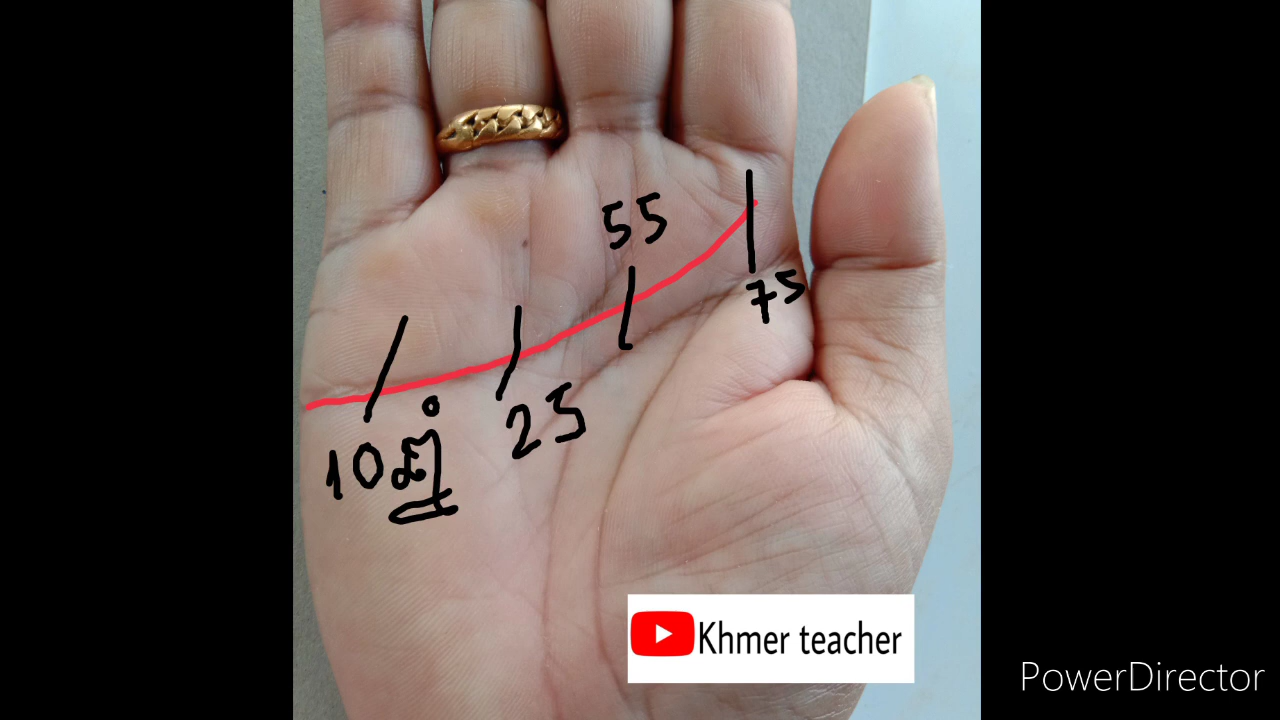 55
75
25
10ឆ្នាំ
Khmer teacher
PowerDirector